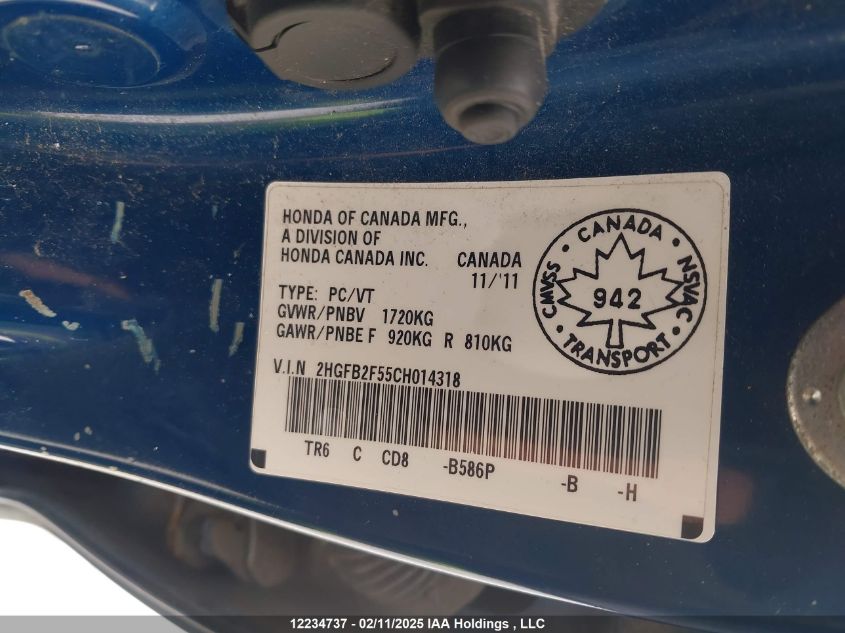 HONDA OF CANADA MFG.,
A DIVISION OF
HONDA CANADA INC. CANADA
11/'11
TYPE: PC/VT
GVWR/PNBV 1720KG
GAWR/PNBE F 920KG R 810KG
V.I.N 2HGFB2F55CH014318
TR6 C CD8 -B586P -B -H
CANADA
CMVSS · NSVAC
942
TRANSPORT
12234737 - 02/11/2025 IAA Holdings , LLC